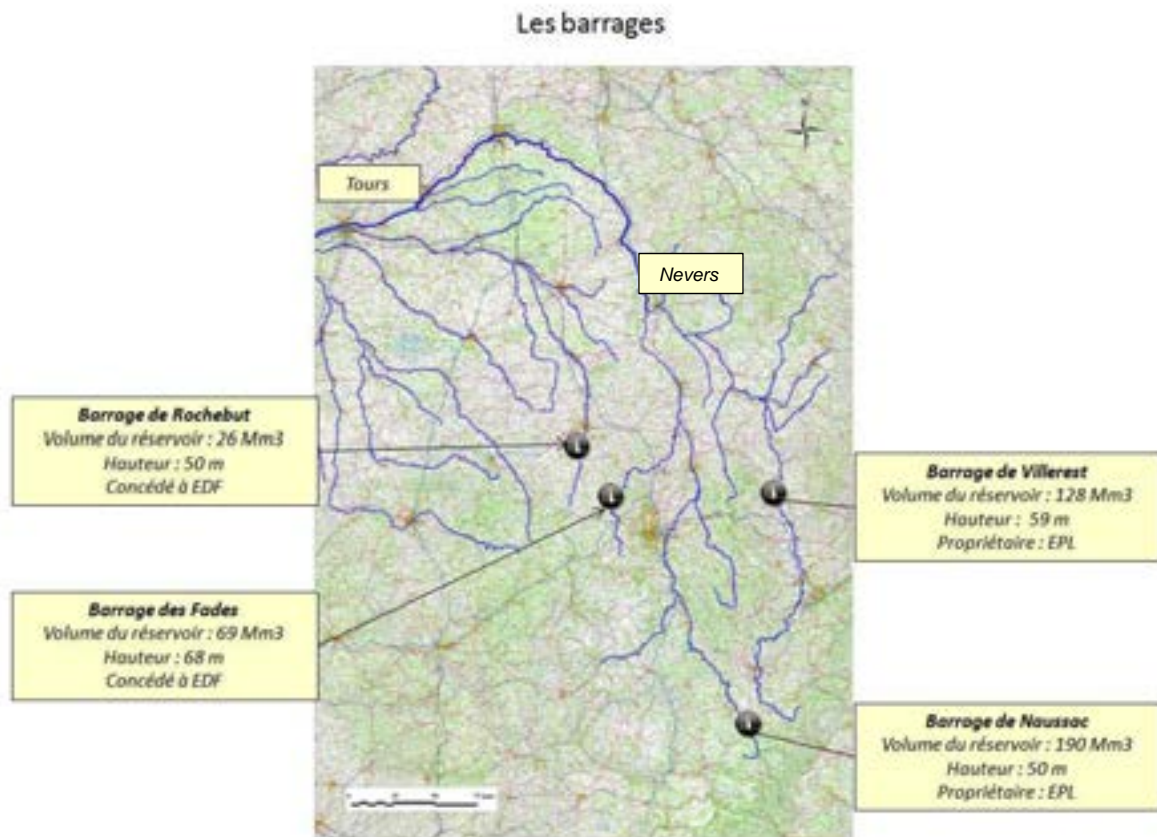 Les barrages
Tours
Nevers
Barrage de Rochebut
Volume du réservoir : 26 Mm3
Hauteur : 50 m
Concédé à EDF
Barrage de Villerest
Volume du réservoir : 128 Mm3
Hauteur : 59 m
Propriétaire : EPL
Barrage des Fades
Volume du réservoir : 69 Mm3
Hauteur : 68 m
Concédé à EDF
Barrage de Naussac
Volume du réservoir : 190 Mm3
Hauteur : 50 m
Propriétaire : EPL